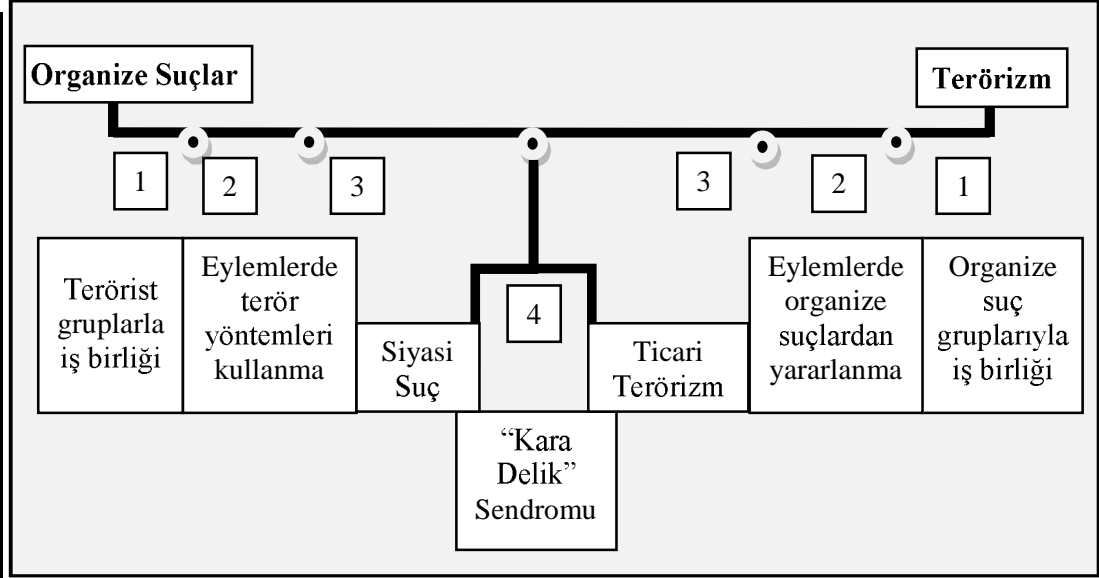 Organize Suçlar
Terörizm
1
2
3
3
2
1
Terörist
gruplarla
iş birliği
Eylemlerde
terör
yöntemleri
kullanma
Siyasi
Suç
4
Ticari
Terörizm
Eylemlerde
organize
suçlardan
yararlanma
Organize
suç
gruplarıyla
iş birliği
“Kara
Delik”
Sendromu